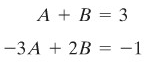 A + B = 3
−3A + 2B = −1